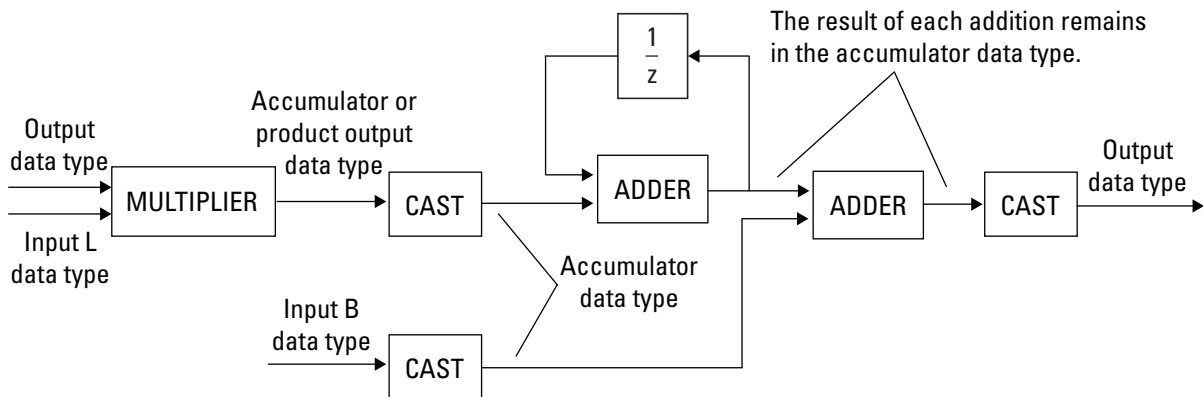 The result of each addition remains
in the accumulator data type.
1
z
Accumulator or
product output
data type
Output
data type
MULTIPLIER
CAST
ADDER
ADDER
CAST
Output
data type
Input L
data type
Accumulator
data type
Input B
data type
CAST